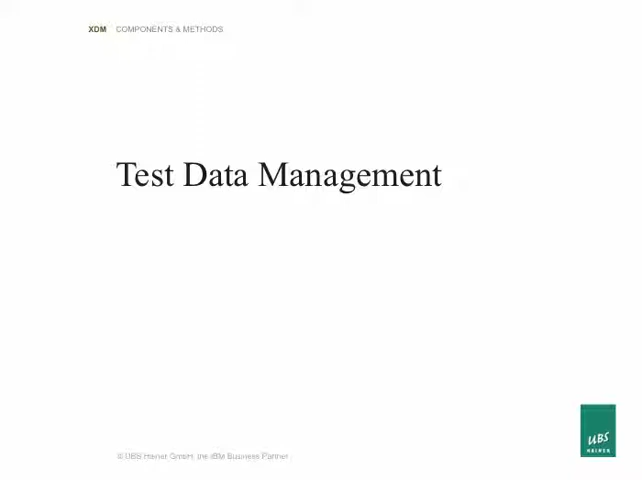 XDM COMPONENTS & METHODS
Test Data Management
UBS
HAINER
© UBS Hainer GmbH, the IBM Business Partner